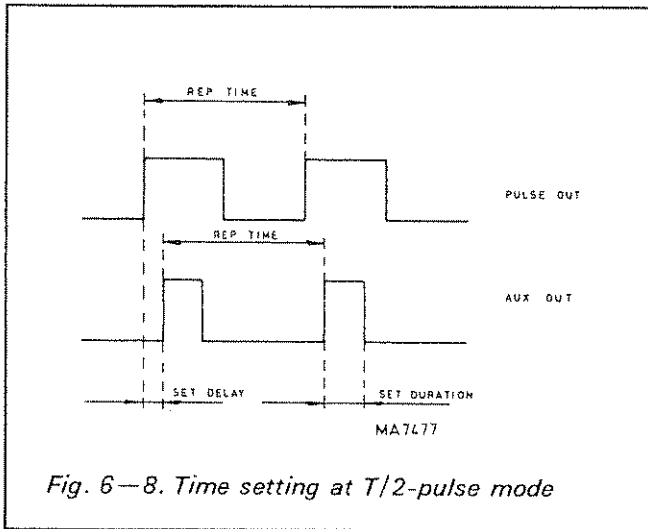 REP TIME
PULSE OUT
REP TIME
AUX OUT
SET DELAY SET DURATION
MA7477
Fig. 6—8. Time setting at T/2-pulse mode